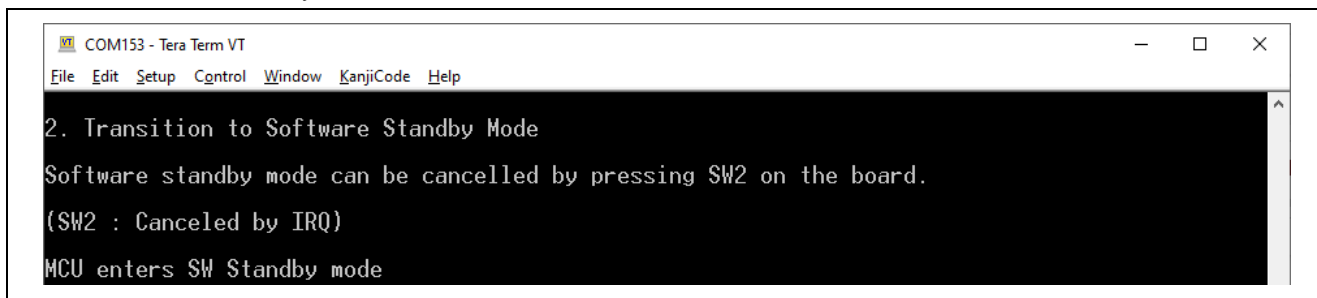 COM153 - Tera Term VT
File Edit Setup Control Window KanjiCode Help
2. Transition to Software Standby Mode
Software standby mode can be cancelled by pressing SW2 on the board.
(SW2 : Canceled by IRQ)
MCU enters SW Standby mode